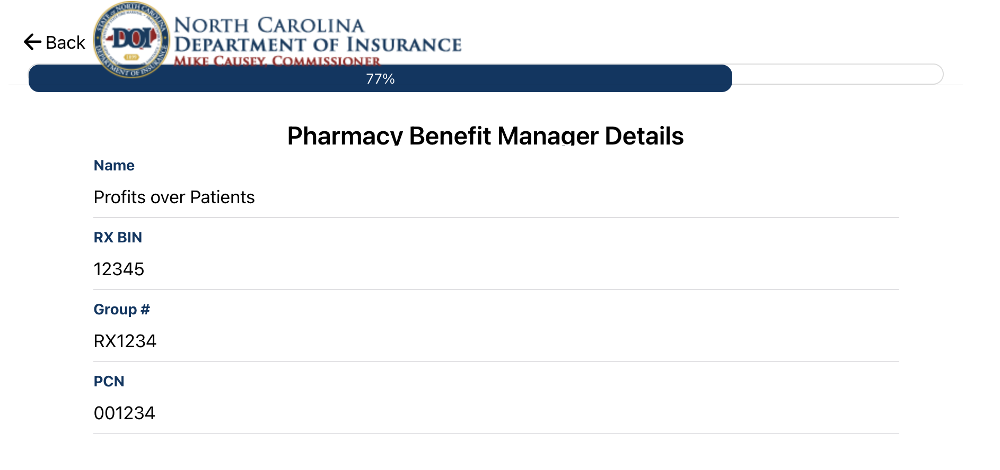 Back
STATE OF NORTH CAROLINA
DOI
1899
DEPARTMENT OF INSURANCE
NORTH CAROLINA
DEPARTMENT OF INSURANCE
MIKE CAUSEY, COMMISSIONER
77%
Pharmacy Benefit Manager Details
Name
Profits over Patients
RX BIN
12345
Group #
RX1234
PCN
001234